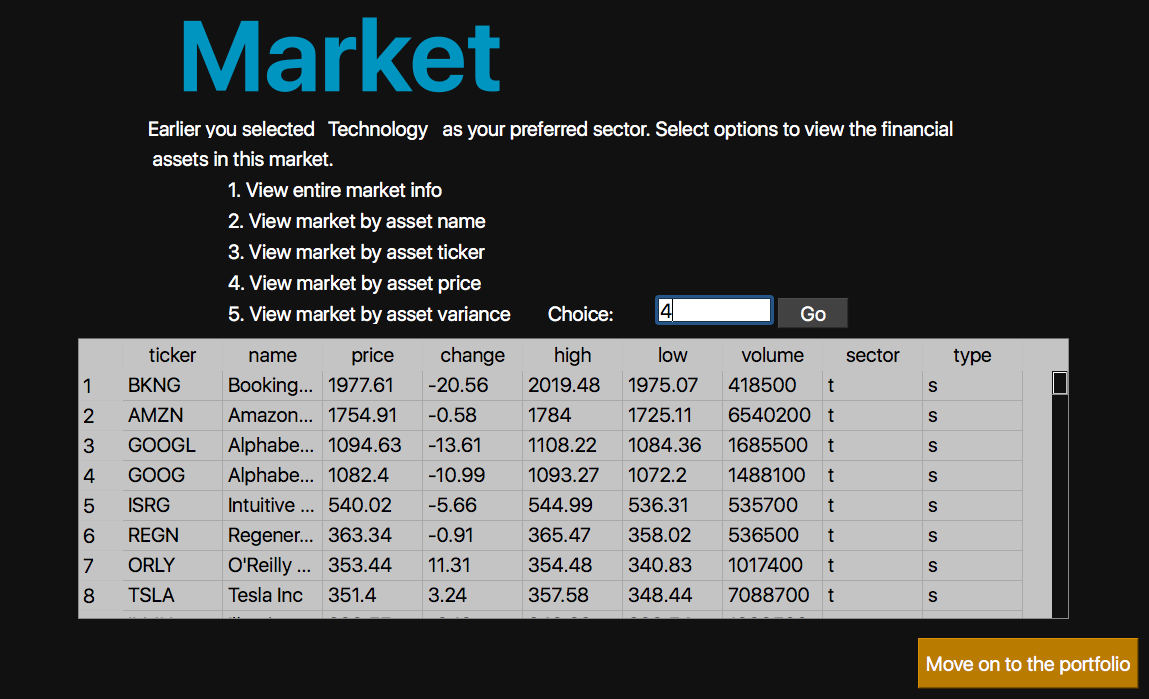 Market
Earlier you selected Technology as your preferred sector. Select options to view the financial
assets in this market.
1. View entire market info
2. View market by asset name
3. View market by asset ticker
4. View market by asset price
5. View market by asset variance Choice: 4 Go
ticker name price change high low volume sector type
1 BKNG Booking... 1977.61 -20.56 2019.48 1975.07 418500 t s
2 AMZN Amazon... 1754.91 -0.58 1784 1725.11 6540200 t s
3 GOOGL Alphabe... 1094.63 -13.61 1108.22 1084.36 1685500 t s
4 GOOG Alphabe... 1082.4 -10.99 1093.27 1072.2 1488100 t s
5 ISRG Intuitive ... 540.02 -5.66 544.99 536.31 535700 t s
6 REGN Regener... 363.34 -0.91 365.47 358.02 536500 t s
7 ORLY O'Reilly ... 353.44 11.31 354.48 340.83 1017400 t s
8 TSLA Tesla Inc 351.4 3.24 357.58 348.44 7088700 t s
Move on to the portfolio